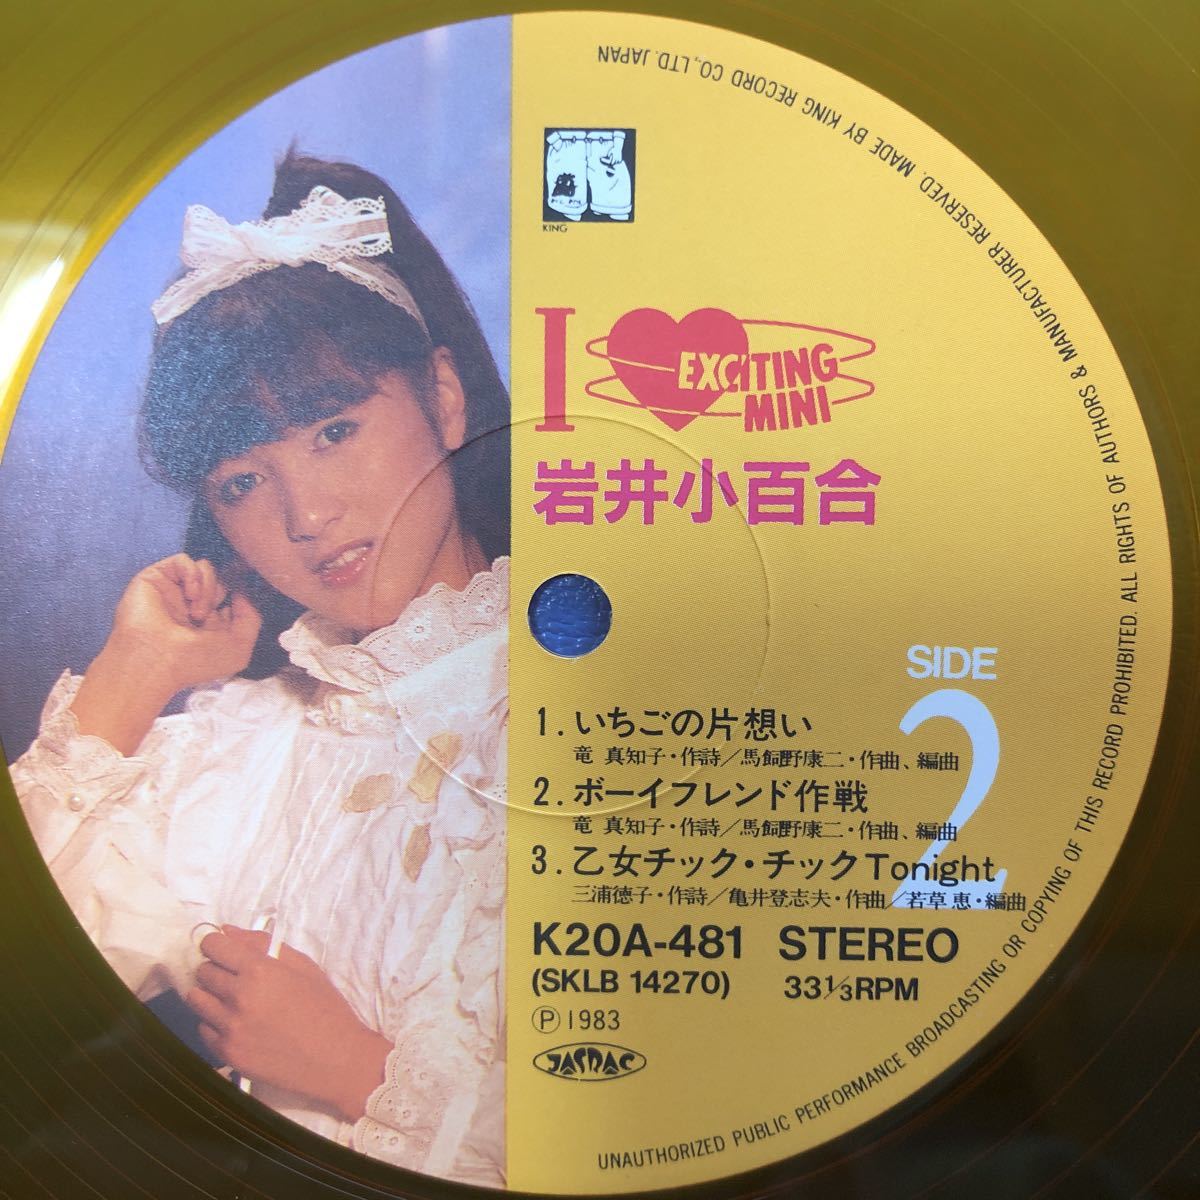 KING
I EXCITING
MINI
岩井小百合
SIDE
2
1. いちごの片想い
竜 真知子・作詩／馬飼野康二・作曲、編曲
2. ボーイフレンド作戦
竜 真知子・作詩／馬飼野康二・作曲、編曲
3. 乙女チック・チックTonight
三浦徳子・作詩／亀井登志夫・作曲／若草 恵・編曲
K20A-481 STEREO
(SKLB 14270) 33 1/3 RPM
Ⓟ1983
JASRAC
UNAUTHORIZED PUBLIC PERFORMANCE BROADCASTING OR COPYING OF THIS RECORD PROHIBITED. ALL RIGHTS OF AUTHORS & MANUFACTURER RESERVED. MADE BY KING RECORD CO., LTD. JAPAN